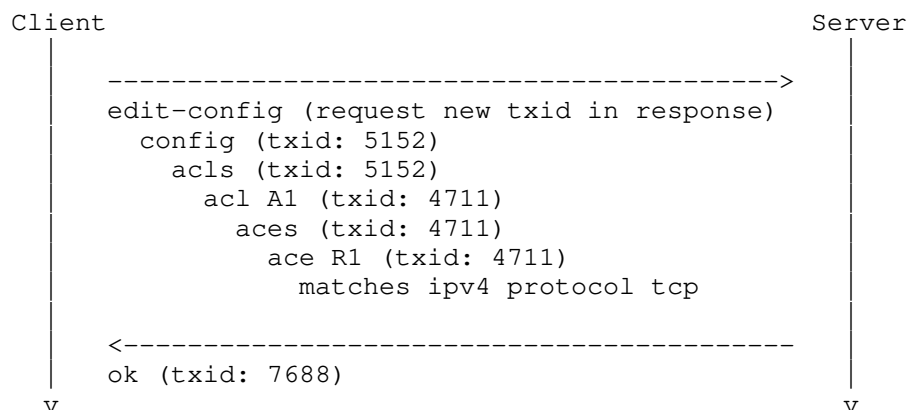 Client Server
------------------------------------------>
edit-config (request new txid in response)
config (txid: 5152)
acls (txid: 5152)
acl A1 (txid: 4711)
aces (txid: 4711)
ace R1 (txid: 4711)
matches ipv4 protocol tcp
<------------------------------------------
ok (txid: 7688)
v v